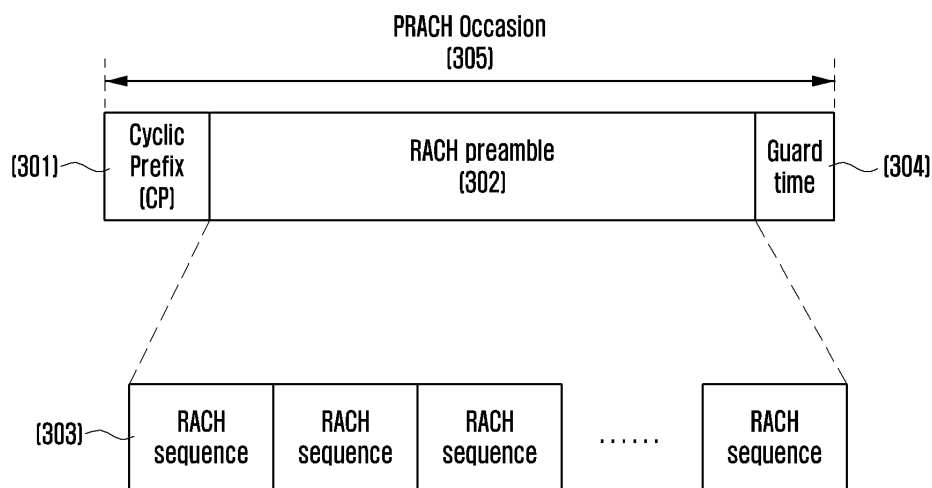 PRACH Occasion
(305)
(301)
Cyclic
Prefix
(CP)
RACH preamble
(302)
Guard
time
(304)
(303)
RACH
sequence
RACH
sequence
RACH
sequence
......
RACH
sequence